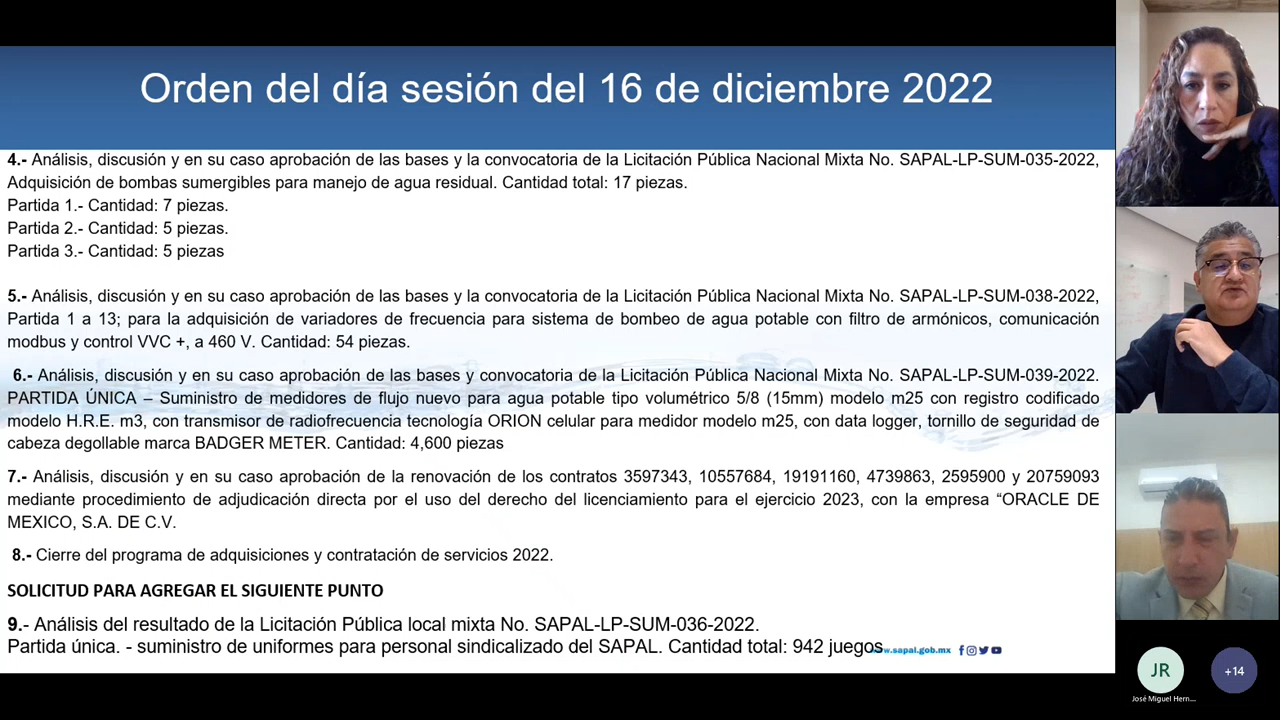 Orden del día sesión del 16 de diciembre 2022
4.- Análisis, discusión y en su caso aprobación de las bases y la convocatoria de la Licitación Pública Nacional Mixta No. SAPAL-LP-SUM-035-2022,
Adquisición de bombas sumergibles para manejo de agua residual. Cantidad total: 17 piezas.
Partida 1.- Cantidad: 7 piezas.
Partida 2.- Cantidad: 5 piezas.
Partida 3.- Cantidad: 5 piezas
5.- Análisis, discusión y en su caso aprobación de las bases y la convocatoria de la Licitación Pública Nacional Mixta No. SAPAL-LP-SUM-038-2022,
Partida 1 a 13; para la adquisición de variadores de frecuencia para sistema de bombeo de agua potable con filtro de armónicos, comunicación
modbus y control VVC +, a 460 V. Cantidad: 54 piezas.
6.- Análisis, discusión y en su caso aprobación de las bases y convocatoria de la Licitación Pública Nacional Mixta No. SAPAL-LP-SUM-039-2022.
PARTIDA ÚNICA – Suministro de medidores de flujo nuevo para agua potable tipo volumétrico 5/8 (15mm) modelo m25 con registro codificado
modelo H.R.E. m3, con transmisor de radiofrecuencia tecnología ORION celular para medidor modelo m25, con data logger, tornillo de seguridad de
cabeza degollable marca BADGER METER. Cantidad: 4,600 piezas
7.- Análisis, discusión y en su caso aprobación de la renovación de los contratos 3597343, 10557684, 19191160, 4739863, 2595900 y 20759093
mediante procedimiento de adjudicación directa por el uso del derecho del licenciamiento para el ejercicio 2023, con la empresa “ORACLE DE
MEXICO, S.A. DE C.V.
8.- Cierre del programa de adquisiciones y contratación de servicios 2022.
SOLICITUD PARA AGREGAR EL SIGUIENTE PUNTO
9.- Análisis del resultado de la Licitación Pública local mixta No. SAPAL-LP-SUM-036-2022.
Partida única. - suministro de uniformes para personal sindicalizado del SAPAL. Cantidad total: 942 juegos
www.sapal.gob.mx
JR
José Miguel Hern...
+14